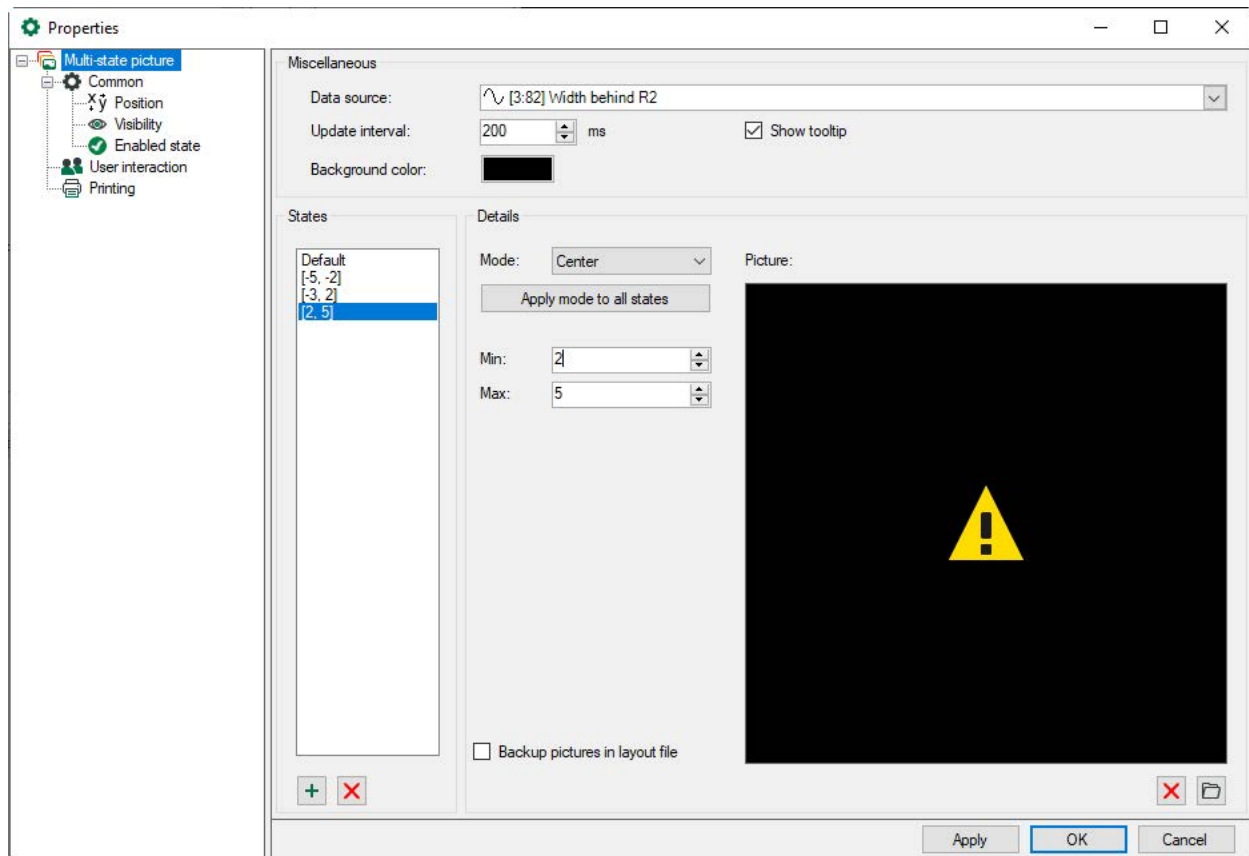 Properties
Multi-state picture
Common
Position
Visibility
Enabled state
User interaction
Printing
Miscellaneous
Data source:
[3:82] Width behind R2
Update interval:
200
ms
Show tooltip
Background color:
States
Default
[-5, -2]
[-3, 2]
[2, 5]
Details
Mode:
Center
Apply mode to all states
Min:
2
Max:
5
Backup pictures in layout file
Picture:
Apply
OK
Cancel